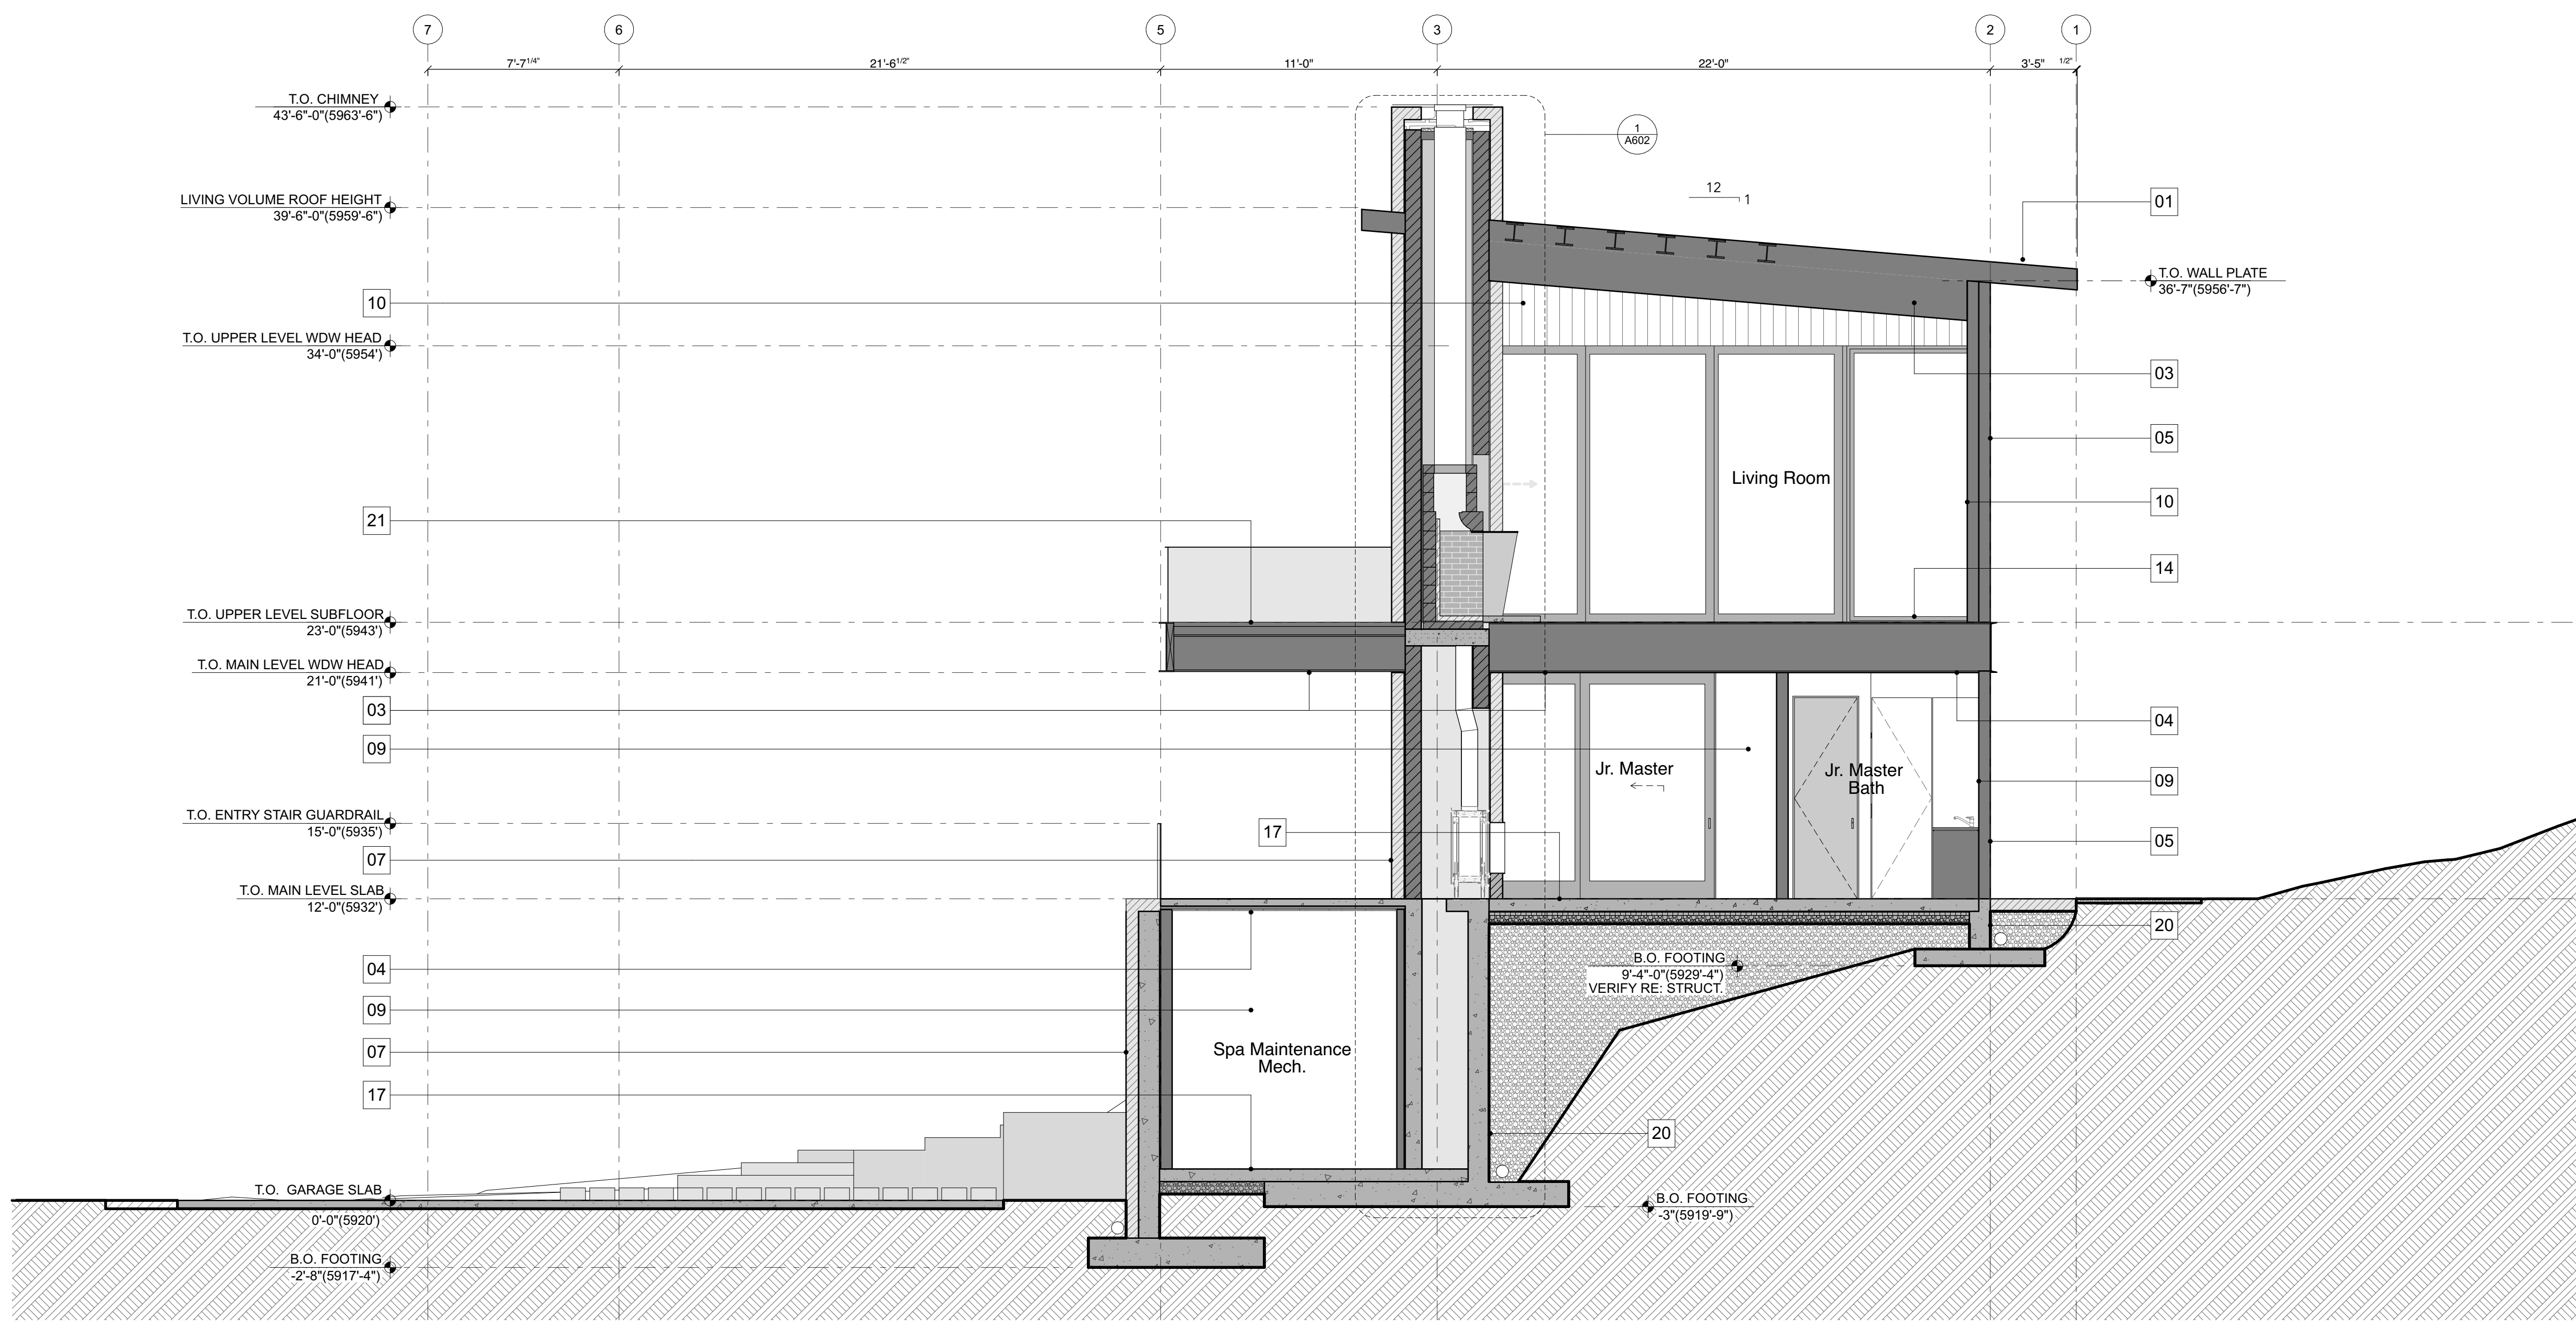 7
6
5
3
2
1
7'-7 1/4"
21'-6 1/2"
11'-0"
22'-0"
3'-5" 1/2"
T.O. CHIMNEY
43'-6"-0"(5963'-6")
1
A602
12
1
LIVING VOLUME ROOF HEIGHT
39'-6"-0"(5959'-6")
01
T.O. WALL PLATE
36'-7"(5956'-7")
10
T.O. UPPER LEVEL WDW HEAD
34'-0"(5954')
03
05
Living Room
10
21
14
T.O. UPPER LEVEL SUBFLOOR
23'-0"(5943')
T.O. MAIN LEVEL WDW HEAD
21'-0"(5941')
03
04
09
Jr. Master
Jr. Master
Bath
09
T.O. ENTRY STAIR GUARDRAIL
15'-0"(5935')
17
05
07
T.O. MAIN LEVEL SLAB
12'-0"(5932')
20
04
B.O. FOOTING
9'-4"-0"(5929'-4")
VERIFY RE: STRUCT.
09
Spa Maintenance
Mech.
07
17
20
T.O. GARAGE SLAB
0'-0"(5920')
B.O. FOOTING
-3"(5919'-9")
B.O. FOOTING
-2'-8"(5917'-4")